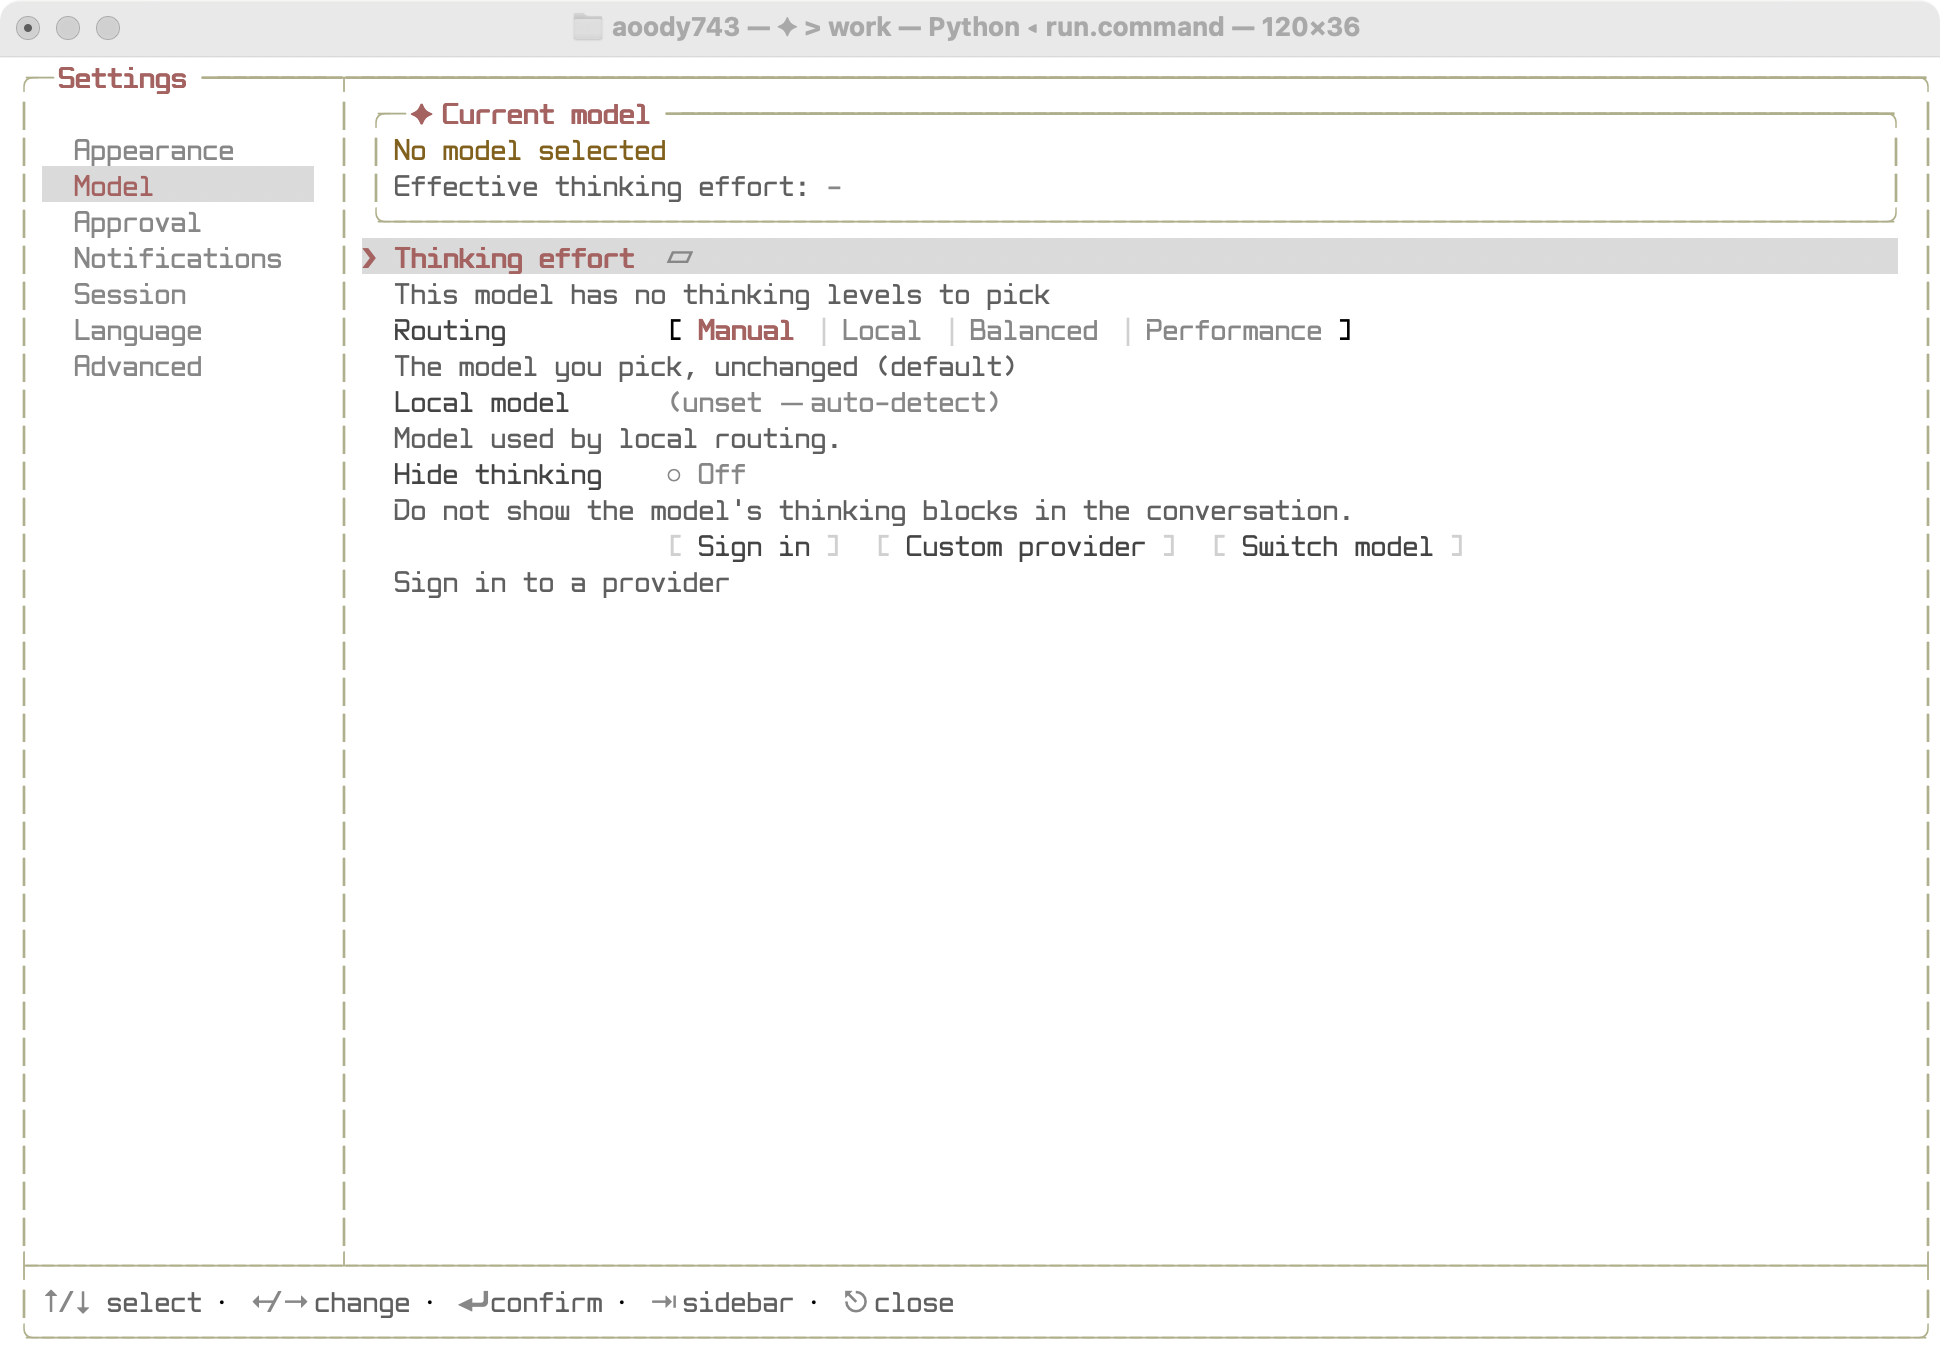 aoody743 — ✦ > work — Python ◂ run.command — 120×36
Settings
Appearance
Model
Approval
Notifications
Session
Language
Advanced
✦ Current model
No model selected
Effective thinking effort: -
❯ Thinking effort ▱
This model has no thinking levels to pick
Routing [ Manual │ Local │ Balanced │ Performance ]
The model you pick, unchanged (default)
Local model (unset — auto-detect)
Model used by local routing.
Hide thinking ○ Off
Do not show the model's thinking blocks in the conversation.
[ Sign in ] [ Custom provider ] [ Switch model ]
Sign in to a provider
↑/↓ select · ←/→ change · ↵ confirm · ⇥ sidebar · ⎋ close